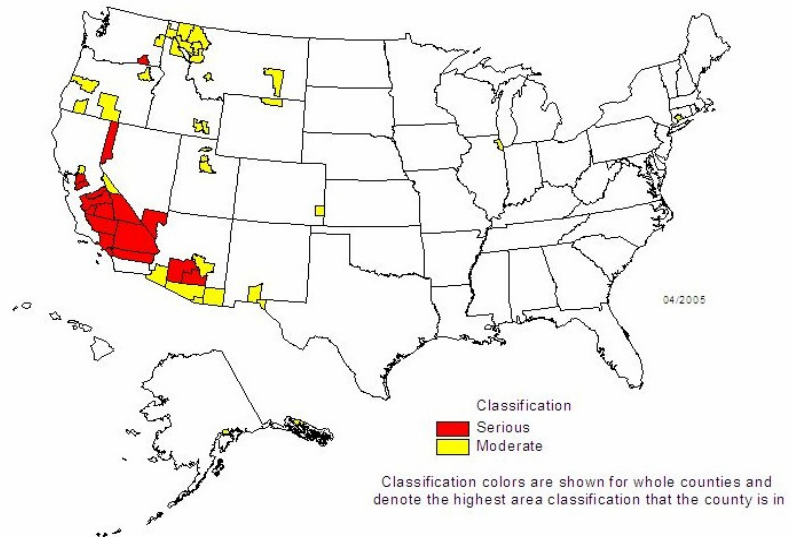 04/2005
Classification
Serious
Moderate
Classification colors are shown for whole counties and
denote the highest area classification that the county is in